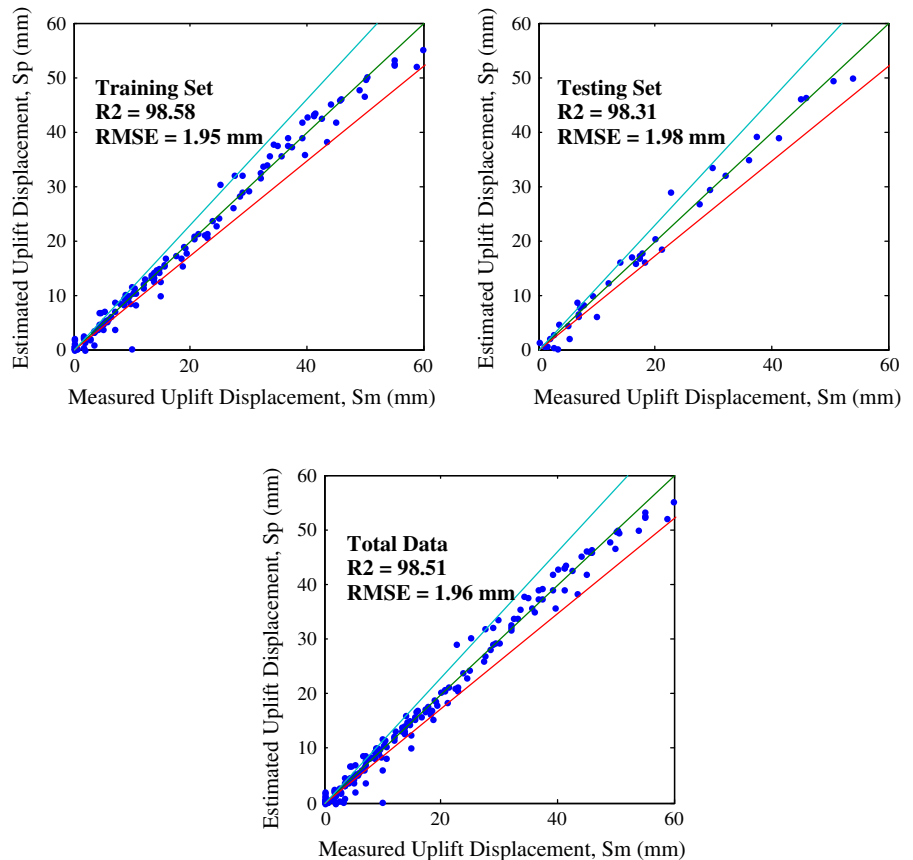 Estimated Uplift Displacement, Sp (mm)
60
50
40
30
20
10
0
Training Set
R2 = 98.58
RMSE = 1.95 mm
0
20
40
60
Measured Uplift Displacement, Sm (mm)
Estimated Uplift Displacement, Sp (mm)
60
50
40
30
20
10
0
Testing Set
R2 = 98.31
RMSE = 1.98 mm
0
20
40
60
Measured Uplift Displacement, Sm (mm)
Estimated Uplift Displacement, Sp (mm)
60
50
40
30
20
10
0
Total Data
R2 = 98.51
RMSE = 1.96 mm
0
20
40
60
Measured Uplift Displacement, Sm (mm)